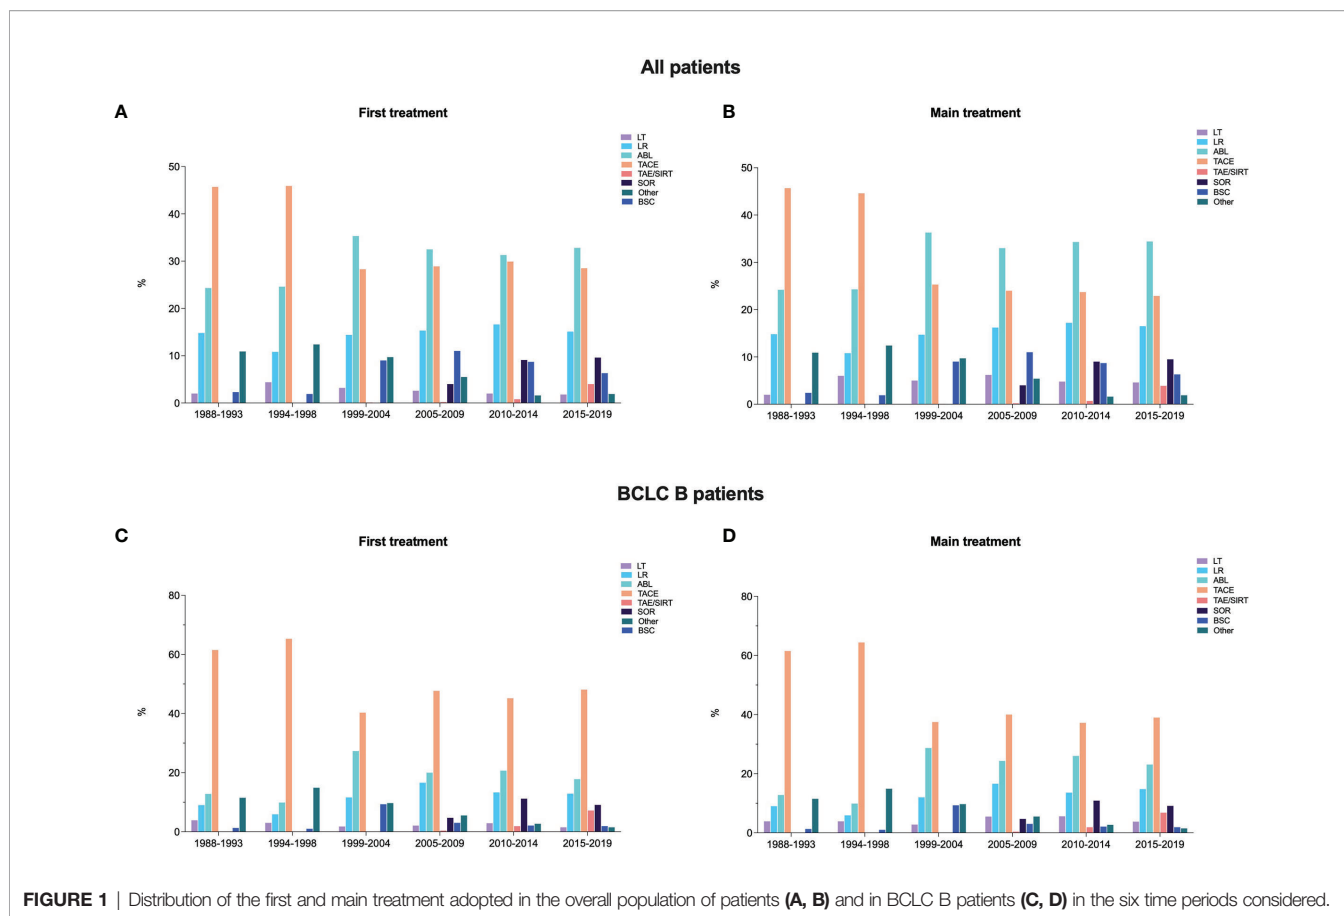 All patients
A
First treatment
LT
LR
ABL
TACE
TAE/SIRT
SOR
Other
BSC
50
40
30
20
10
0
%
1988-1993 1994-1998 1999-2004 2005-2009 2010-2014 2015-2019
B
Main treatment
LT
LR
ABL
TACE
TAE/SIRT
SOR
BSC
Other
50
40
30
20
10
0
%
1988-1993 1994-1998 1999-2004 2005-2009 2010-2014 2015-2019
BCLC B patients
C
First treatment
LT
LR
ABL
TACE
TAE/SIRT
SOR
Other
BSC
80
60
40
20
0
%
1988-1993 1994-1998 1999-2004 2005-2009 2010-2014 2015-2019
D
Main treatment
LT
LR
ABL
TACE
TAE/SIRT
SOR
BSC
Other
80
60
40
20
0
%
1988-1993 1994-1998 1999-2004 2005-2009 2010-2014 2015-2019
FIGURE 1 | Distribution of the first and main treatment adopted in the overall population of patients (A, B) and in BCLC B patients (C, D) in the six time periods considered.